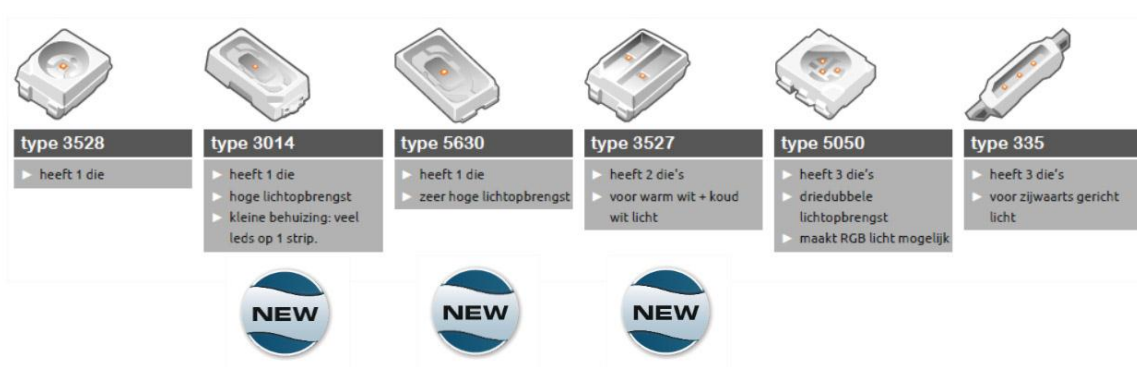 type 3528
heeft 1 die
type 3014
heeft 1 die
hoge lichtopbrengst
kleine behuizing: veel
leds op 1 strip.
type 5630
heeft 1 die
zeer hoge lichtopbrengst
type 3527
heeft 2 die's
voor warm wit + koud
wit licht
type 5050
heeft 3 die's
driedubbele
lichtopbrengst
maakt RGB licht mogelijk
type 335
heeft 3 die's
voor zijwaarts gericht
licht
NEW
NEW
NEW